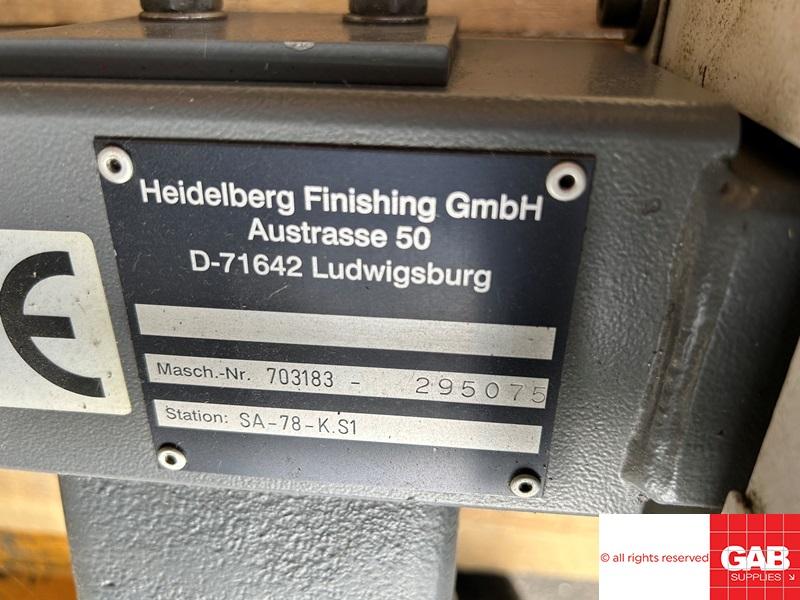 Heidelberg Finishing GmbH
Austrasse 50
D-71642 Ludwigsburg
CE
Masch.-Nr. 703183 - 295075
Station: SA-78-K.S1
© all rights reserved
GAB
SUPPLIES